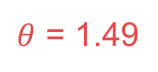 θ = 1.49